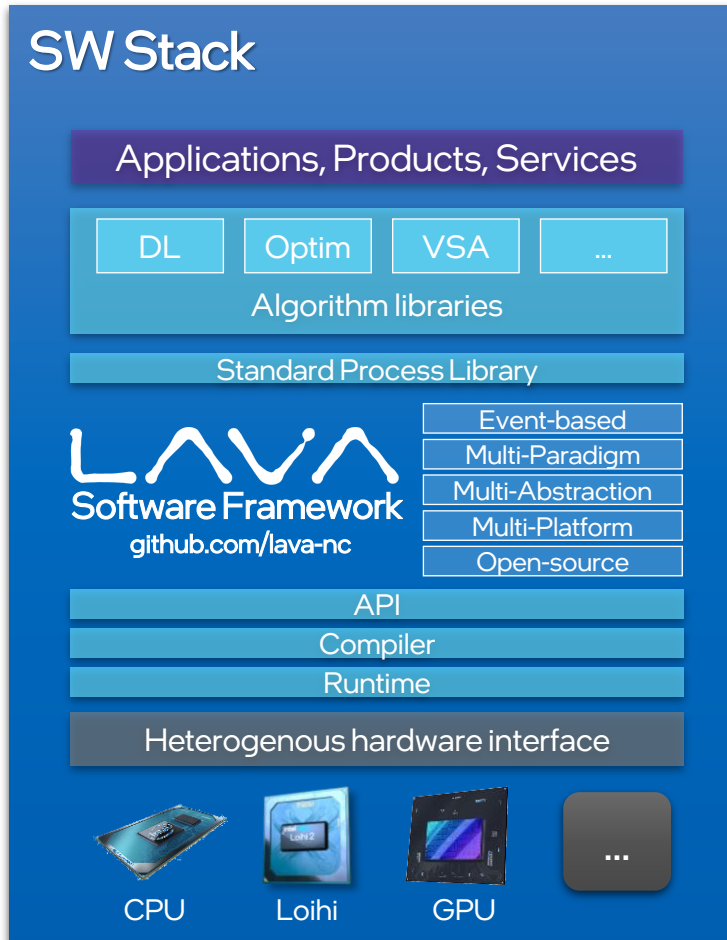 SW Stack
Applications, Products, Services
DL
Optim
VSA
...
Algorithm libraries
Standard Process Library
LAVA
Software Framework
github.com/lava-nc
Event-based
Multi-Paradigm
Multi-Abstraction
Multi-Platform
Open-source
API
Compiler
Runtime
Heterogenous hardware interface
Loihi 2
...
CPU
Loihi
GPU